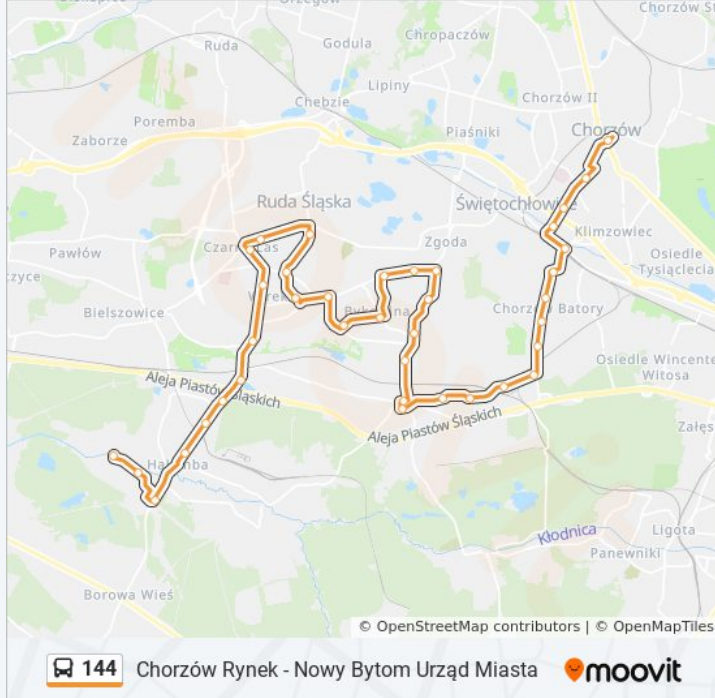 Chropaczów
Godula
Ruda
Lipiny
Chorzów II
Chebzie
Poremba
Piaśniki
Chorzów
Zaborze
Ruda Śląska
Świętochłowice
Klimzowiec
Zgoda
Pawłów
Osiedle
Tysiąclecia
Bielszowice
Chorzów Batory
Osiedle Wincente
Witosa
Aleja Piastów Śląskich
Aleja Piastów Śląskich
Załęs
Kłodnica
Ligota
Panewniki
Borowa Wieś
© OpenStreetMap contributors | © OpenMapTiles
144 Chorzów Rynek - Nowy Bytom Urząd Miasta moovit